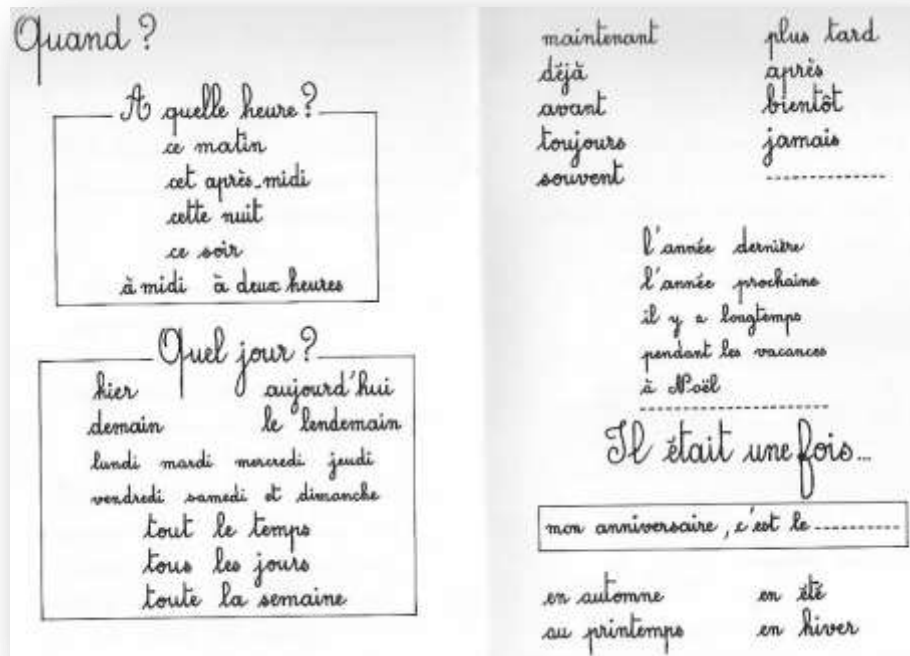 Quand ?
A quelle heure ?
ce matin
cet après-midi
cette nuit
ce soir
à midi à deux heures
Quel jour ?
hier aujourd'hui
demain le lendemain
lundi mardi mercredi jeudi
vendredi samedi et dimanche
tout le temps
tous les jours
toute la semaine
maintenant plus tard
déjà après
avant bientôt
toujours jamais
souvent ------------
l'année dernière
l'année prochaine
il y a longtemps
pendant les vacances
à Noël
------------------
Il était une fois...
mon anniversaire, c'est le ----------
en automne en été
au printemps en hiver